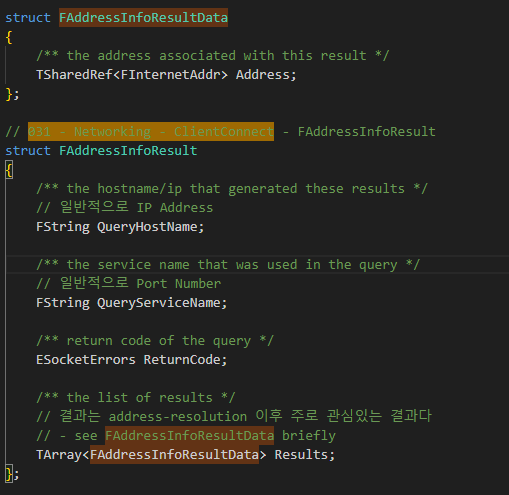 struct FAddressInfoResultData
{
/** the address associated with this result */
TSharedRef<FInternetAddr> Address;
};
// 031 - Networking - ClientConnect - FAddressInfoResult
struct FAddressInfoResult
{
/** the hostname/ip that generated these results */
// 일반적으로 IP Address
FString QueryHostName;
/** the service name that was used in the query */
// 일반적으로 Port Number
FString QueryServiceName;
/** return code of the query */
ESocketErrors ReturnCode;
/** the list of results */
// 결과는 address-resolution 이후 주로 관심있는 결과다
// - see FAddressInfoResultData briefly
TArray<FAddressInfoResultData> Results;
};